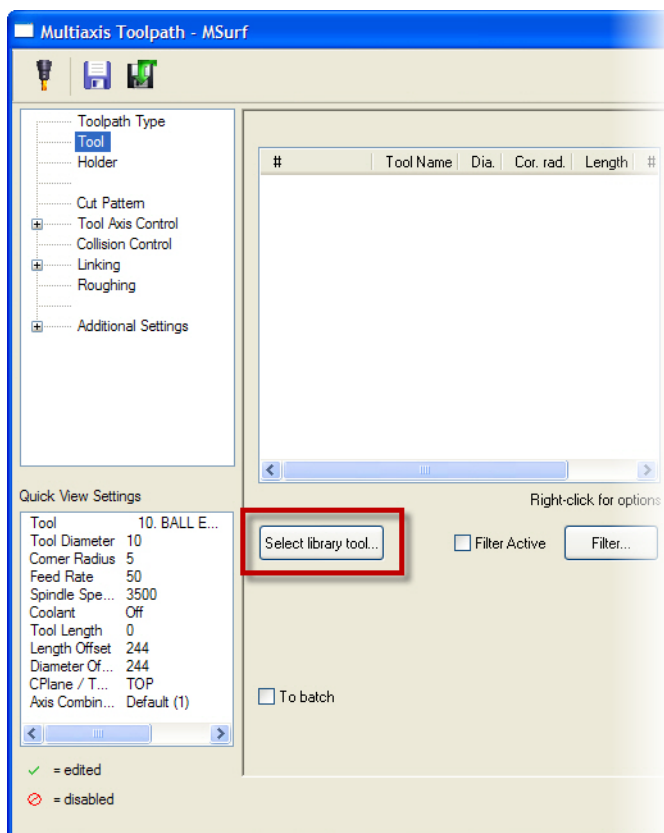 Multiaxis Toolpath - MSurf
Toolpath Type
Tool
Holder
Cut Pattern
Tool Axis Control
Collision Control
Linking
Roughing
Additional Settings
# Tool Name Dia. Cor. rad. Length #
Right-click for options
Quick View Settings
Tool 10. BALL E...
Tool Diameter 10
Corner Radius 5
Feed Rate 50
Spindle Spe... 3500
Coolant Off
Tool Length 0
Length Offset 244
Diameter Of... 244
CPlane / T... TOP
Axis Combin... Default (1)
Select library tool...
Filter Active
Filter...
To batch
= edited
= disabled